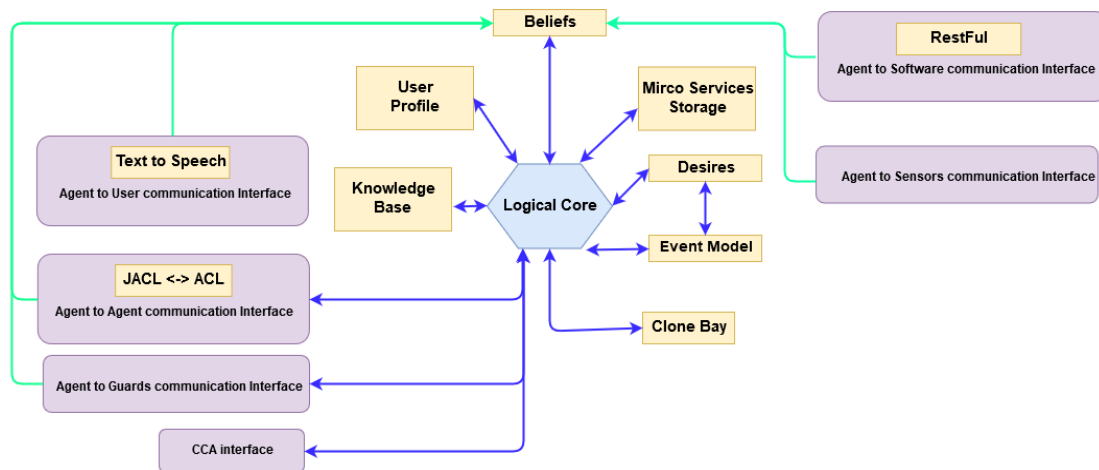 Beliefs
RestFul
Agent to Software communication Interface
User
Profile
Mirco Services
Storage
Text to Speech
Agent to User communication Interface
Desires
Agent to Sensors communication Interface
Knowledge
Base
Logical Core
Event Model
JACL <-> ACL
Agent to Agent communication Interface
Clone Bay
Agent to Guards communication Interface
CCA interface